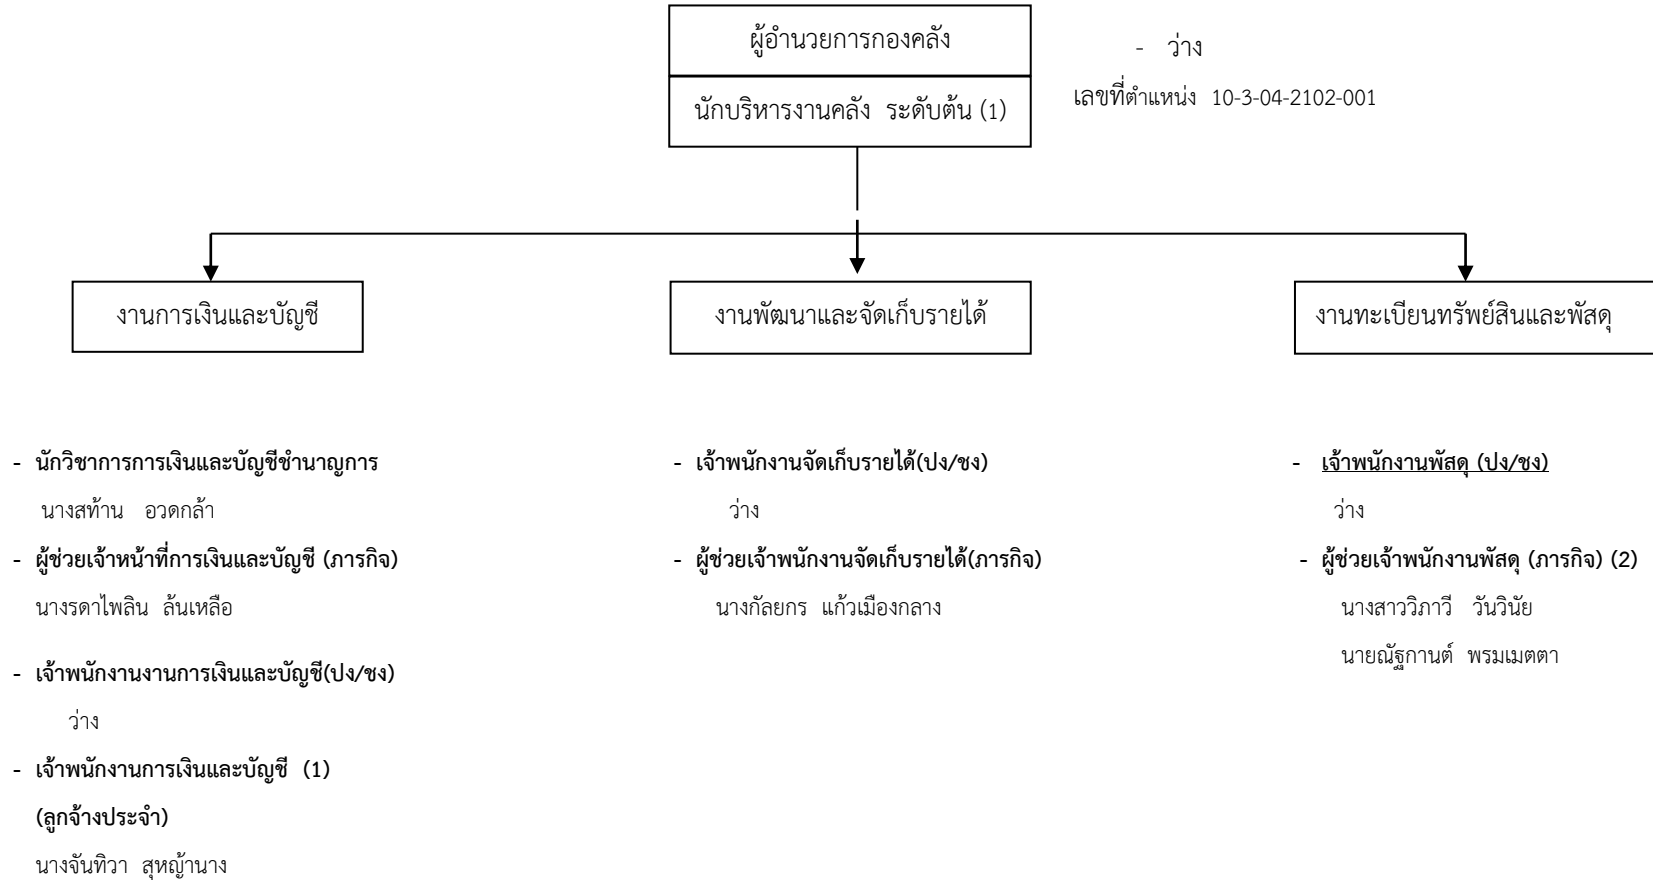 ผู้อำนวยการกองคลัง
- ว่าง
นักบริหารงานคลัง ระดับต้น (1)
เลขที่ตำแหน่ง 10-3-04-2102-001
งานการเงินและบัญชี
งานพัฒนาและจัดเก็บรายได้
งานทะเบียนทรัพย์สินและพัสดุ
- นักวิชาการการเงินและบัญชีชำนาญการ
นางสท้าน อวดกล้า
- ผู้ช่วยเจ้าหน้าที่การเงินและบัญชี (ภารกิจ)
นางรดาไพลิน ล้นเหลือ
- เจ้าพนักงานงานการเงินและบัญชี(ปง/ชง)
ว่าง
- เจ้าพนักงานการเงินและบัญชี (1)
(ลูกจ้างประจำ)
นางจันทิวา สุหญ้านาง
- เจ้าพนักงานจัดเก็บรายได้(ปง/ชง)
ว่าง
- ผู้ช่วยเจ้าพนักงานจัดเก็บรายได้(ภารกิจ)
นางกัลยกร แก้วเมืองกลาง
- เจ้าพนักงานพัสดุ (ปง/ชง)
ว่าง
- ผู้ช่วยเจ้าพนักงานพัสดุ (ภารกิจ) (2)
นางสาววิภาวี วันวินัย
นายณัฐกานต์ พรมเมตตา